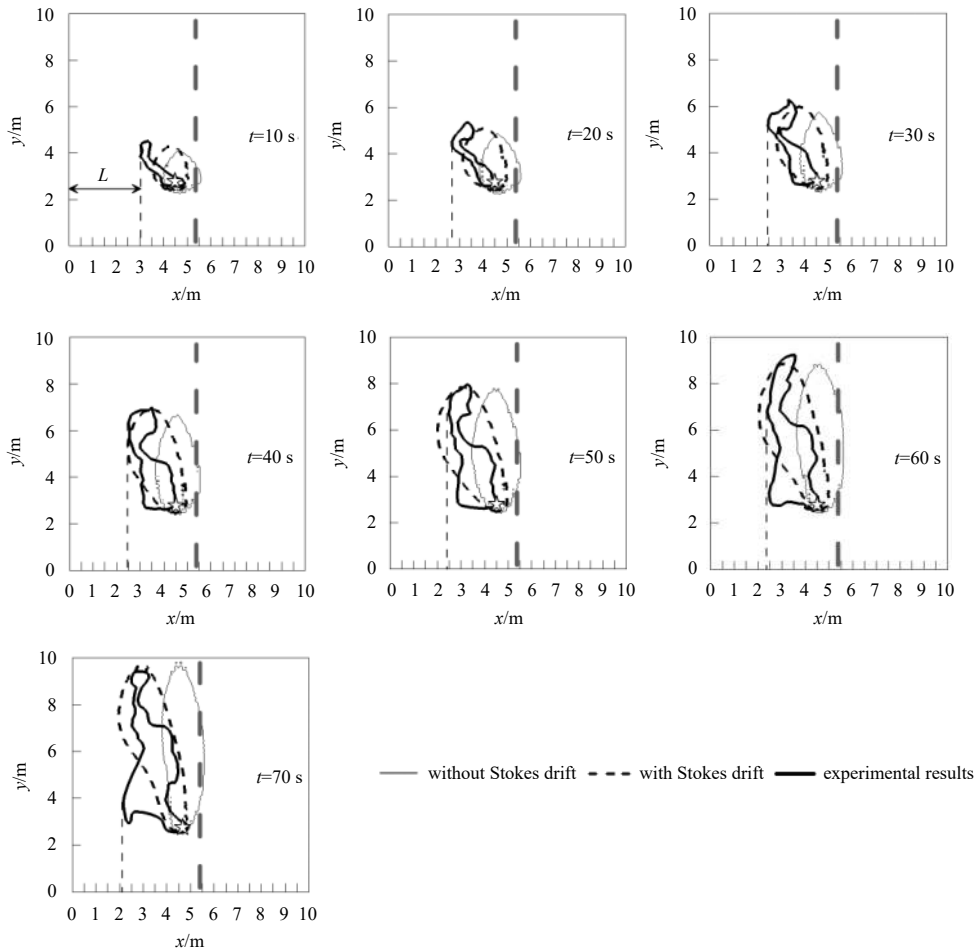 10 10 10
8 8 8
6 6 6
y/m t=10 s y/m t=20 s y/m t=30 s
4 4 4
L
2 2 2
0 0 0
0 1 2 3 4 5 6 7 8 9 10 0 1 2 3 4 5 6 7 8 9 10 0 1 2 3 4 5 6 7 8 9 10
x/m x/m x/m
10 10 10
8 8 8
6 6 6
y/m t=40 s y/m t=50 s y/m t=60 s
4 4 4
2 2 2
0 0 0
0 1 2 3 4 5 6 7 8 9 10 0 1 2 3 4 5 6 7 8 9 10 0 1 2 3 4 5 6 7 8 9 10
x/m x/m x/m
10
8
6
y/m t=70 s without Stokes drift with Stokes drift experimental results
4
2
0
0 1 2 3 4 5 6 7 8 9 10
x/m